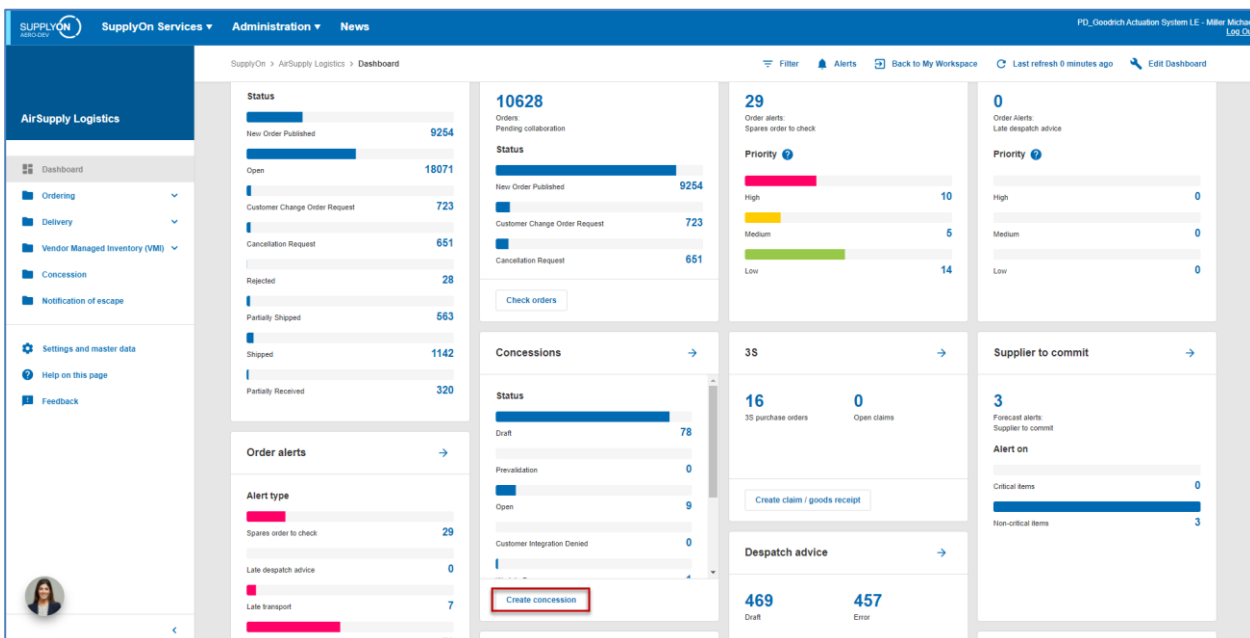 SUPPLYON
AERO-DEV
SupplyOn Services
Administration
News
PD_Goodrich Actuation System LE - Miller
Log
SupplyOn > AirSupply Logistics > Dashboard
Filter
Alerts
Back to My Workspace
Last refresh 0 minutes ago
Edit Dashboard
AirSupply Logistics
Dashboard
Ordering
Delivery
Vendor Managed Inventory (VMI)
Concession
Notification of escape
Settings and master data
Help on this page
Feedback
Status
New Order Published 9254
Open 18071
Customer Change Order Request 723
Cancellation Request 651
Rejected 28
Partially Shipped 563
Shipped 1142
Partially Received 320
Order alerts
Alert type
Spares order to check 29
Late despatch advice 0
Late transport 7
10628
Orders:
Pending collaboration
Status
New Order Published 9254
Customer Change Order Request 723
Cancellation Request 651
Check orders
Concessions
Status
Draft 78
Prevalidation 0
Open 9
Customer Integration Denied 0
Create concession
29
Order alerts:
Spares order to check
Priority ?
High 10
Medium 5
Low 14
3S
16
3S purchase orders
0
Open claims
Create claim / goods receipt
Despatch advice
469
Draft
457
Error
0
Order Alerts:
Late despatch advice
Priority ?
High 0
Medium 0
Low 0
Supplier to commit
3
Forecast alerts:
Supplier to commit
Alert on
Critical items 0
Non-critical items 3